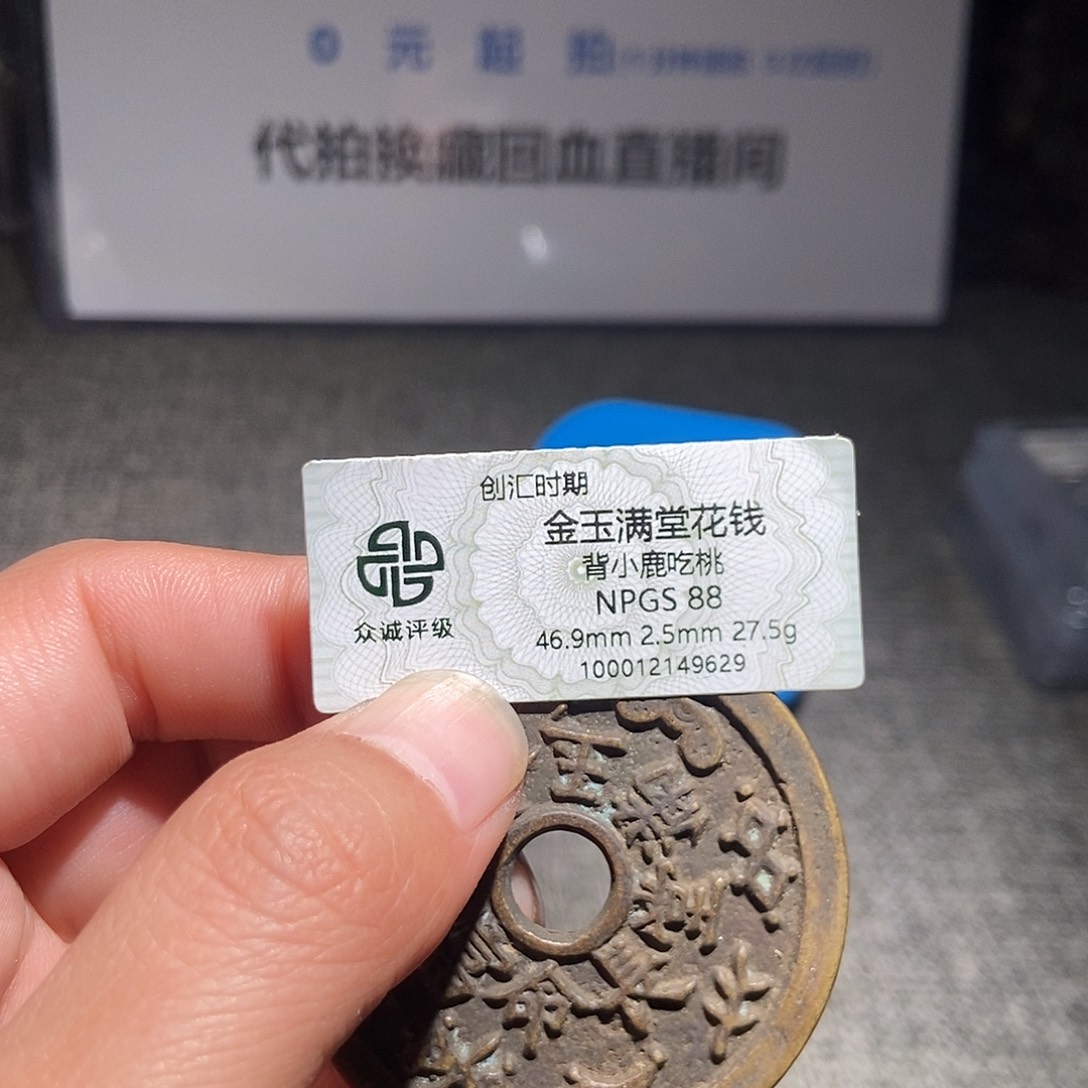 0 元 起 拍
代拍换藏回血直播间
创汇时期
金玉满堂花钱
背小鹿吃桃
NPGS 88
46.9mm 2.5mm 27.5g
100012149629
众诚评级